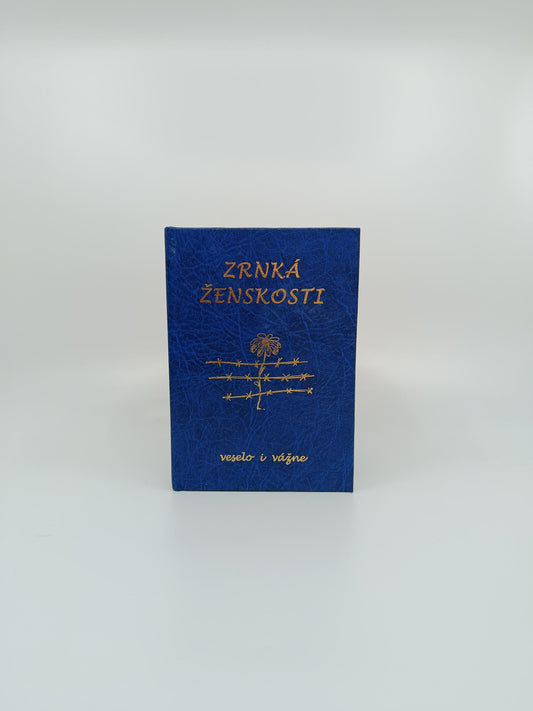 ZRNKÁ
ŽENSKOSTI
veselo i vážne